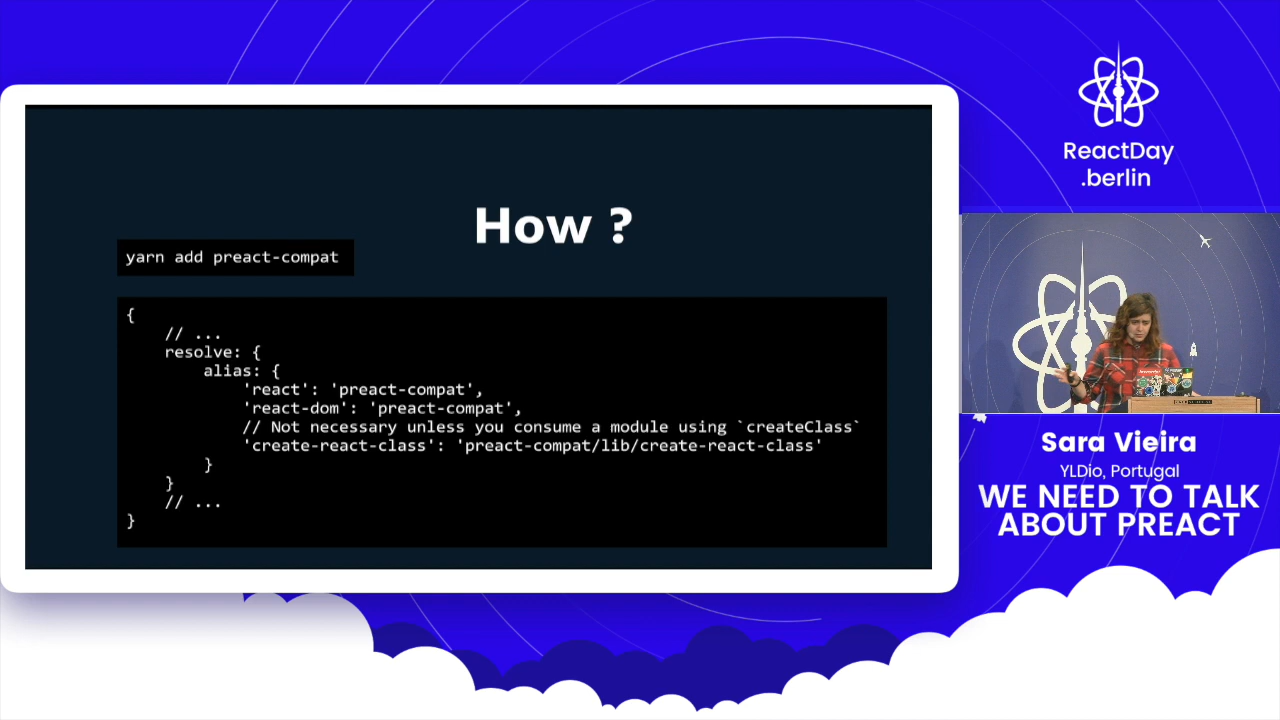 How ?
yarn add preact-compat
{
// ...
resolve: {
alias: {
'react': 'preact-compat',
'react-dom': 'preact-compat',
// Not necessary unless you consume a module using `createClass`
'create-react-class': 'preact-compat/lib/create-react-class'
}
}
// ...
}
ReactDay
.berlin
Sara Vieira
YLDio, Portugal
WE NEED TO TALK
ABOUT PREACT